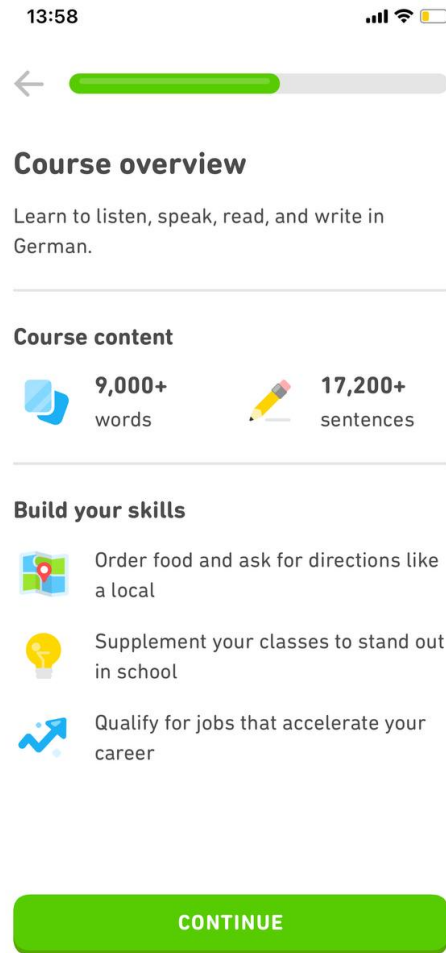 13:58
Course overview
Learn to listen, speak, read, and write in
German.
Course content
9,000+
words
17,200+
sentences
Build your skills
Order food and ask for directions like
a local
Supplement your classes to stand out
in school
Qualify for jobs that accelerate your
career
CONTINUE